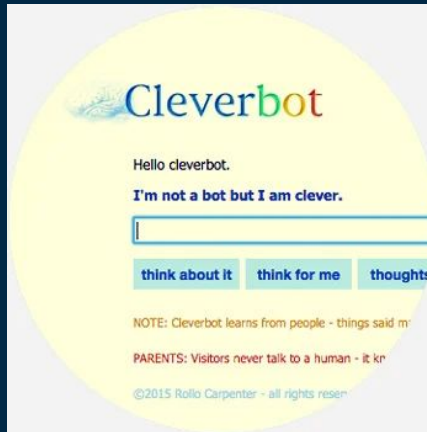 Cleverbot
Hello cleverbot.
I'm not a bot but I am clever.
think about it think for me thoughts
NOTE: Cleverbot learns from people - things said
PARENTS: Visitors never talk to a human - it
©2015 Rollo Carpenter - all rights